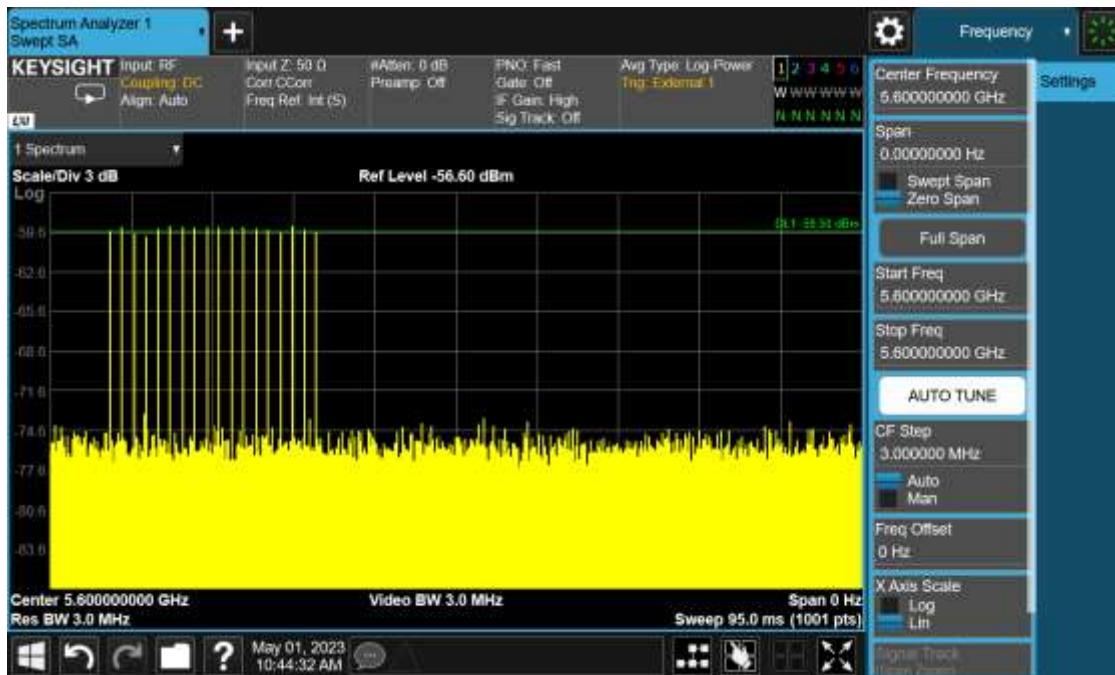 Spectrum Analyzer 1
Swept SA
Frequency
KEYSIGHT
Input: RF
Coupling: DC
Align: Auto
Input Z: 50 Ω
Corr CCorr
Freq Ref: Int (S)
#Atten: 0 dB
Preamp: Off
PNO: Fast
Gate: Off
IF Gain: High
Sig Track: Off
Avg Type: Log-Power
Trig: External 1
1 2 3 4 5 6
W W W W W W
N N N N N N
LXI
1 Spectrum
Scale/Div 3 dB
Ref Level -56.60 dBm
Log
-59.6
-62.6
-65.6
-68.6
-71.6
-74.6
-77.6
-80.6
-83.6
Center 5.600000000 GHz
Video BW 3.0 MHz
Span 0 Hz
Res BW 3.0 MHz
Sweep 95.0 ms (1001 pts)
Center Frequency
5.600000000 GHz
Settings
Span
0.00000000 Hz
Swept Span
Zero Span
Full Span
Start Freq
5.600000000 GHz
Stop Freq
5.600000000 GHz
AUTO TUNE
CF Step
3.000000 MHz
Auto
Man
Freq Offset
0 Hz
X Axis Scale
Log
Lin
Signal Track
May 01, 2023
10:44:32 AM